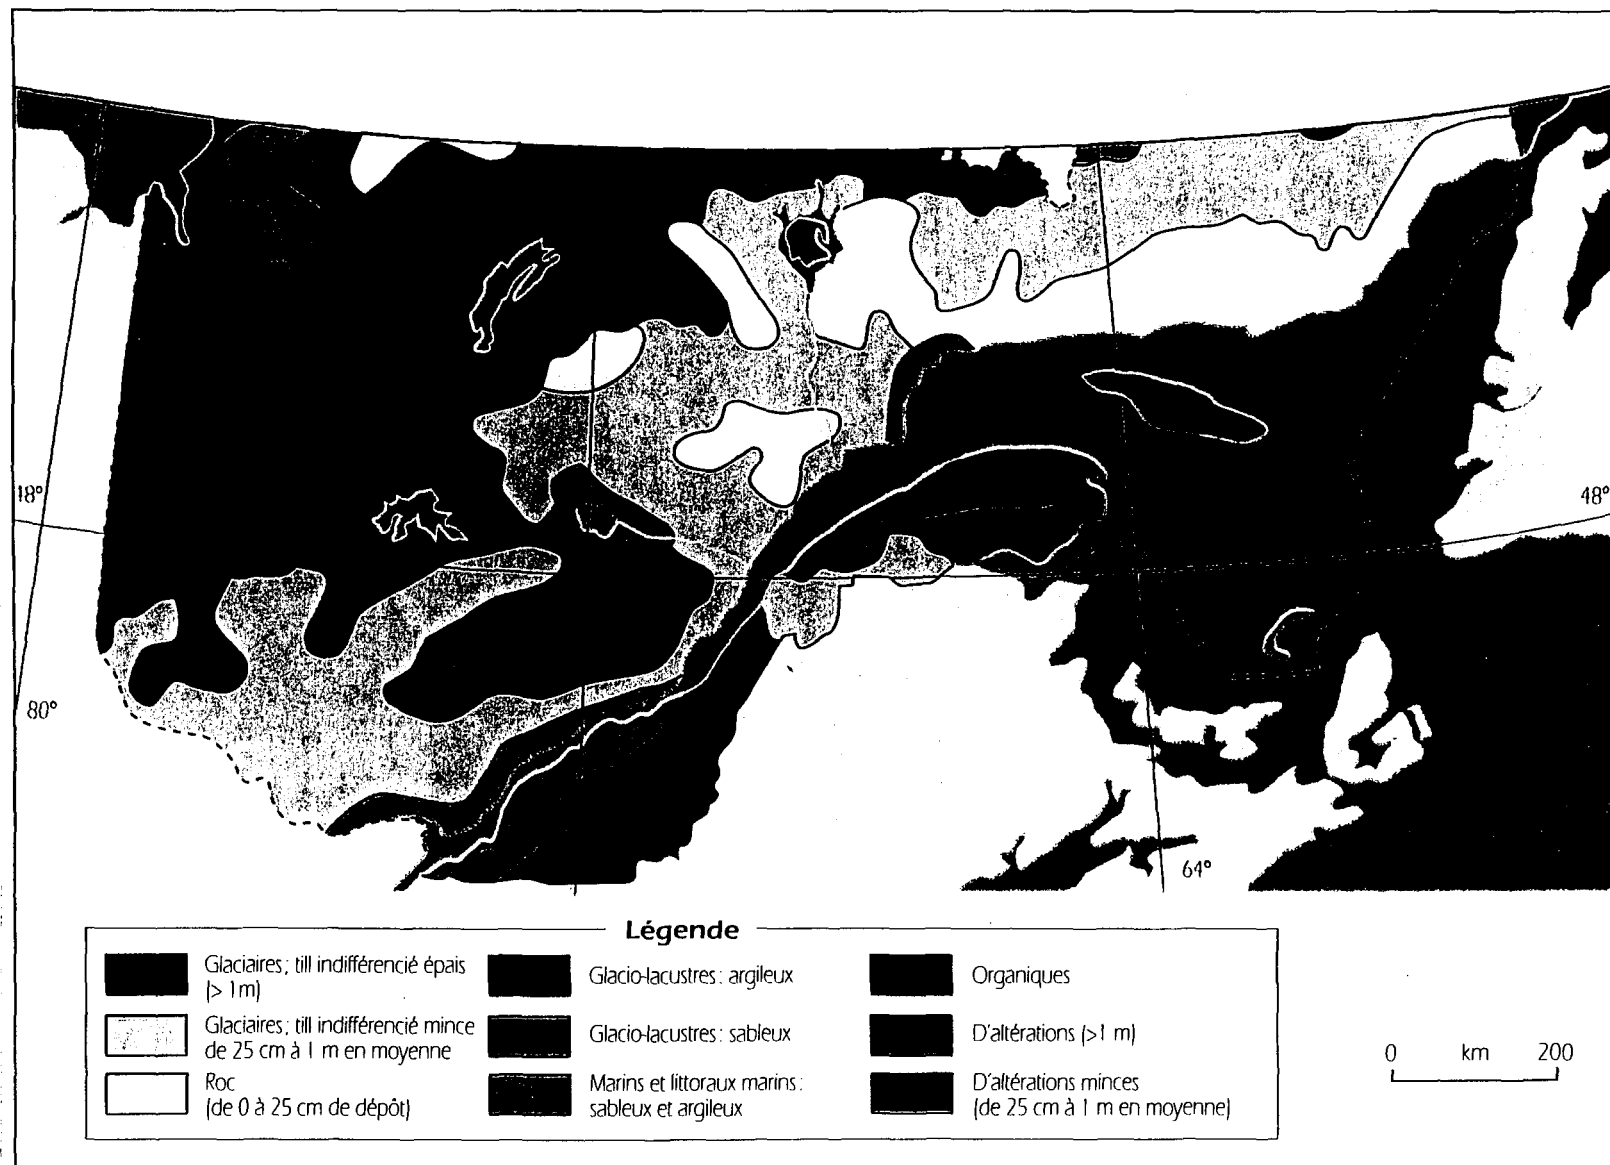 18°
48°
80°
64°
Légende
Glaciaires; till indifférencié épais
(> 1 m)
Glaciaires; till indifférencié mince
de 25 cm à 1 m en moyenne
Roc
(de 0 à 25 cm de dépôt)
Glacio-lacustres: argileux
Glacio-lacustres: sableux
Marins et littoraux marins:
sableux et argileux
Organiques
D'altérations (>1 m)
D'altérations minces
(de 25 cm à 1 m en moyenne)
0 km 200